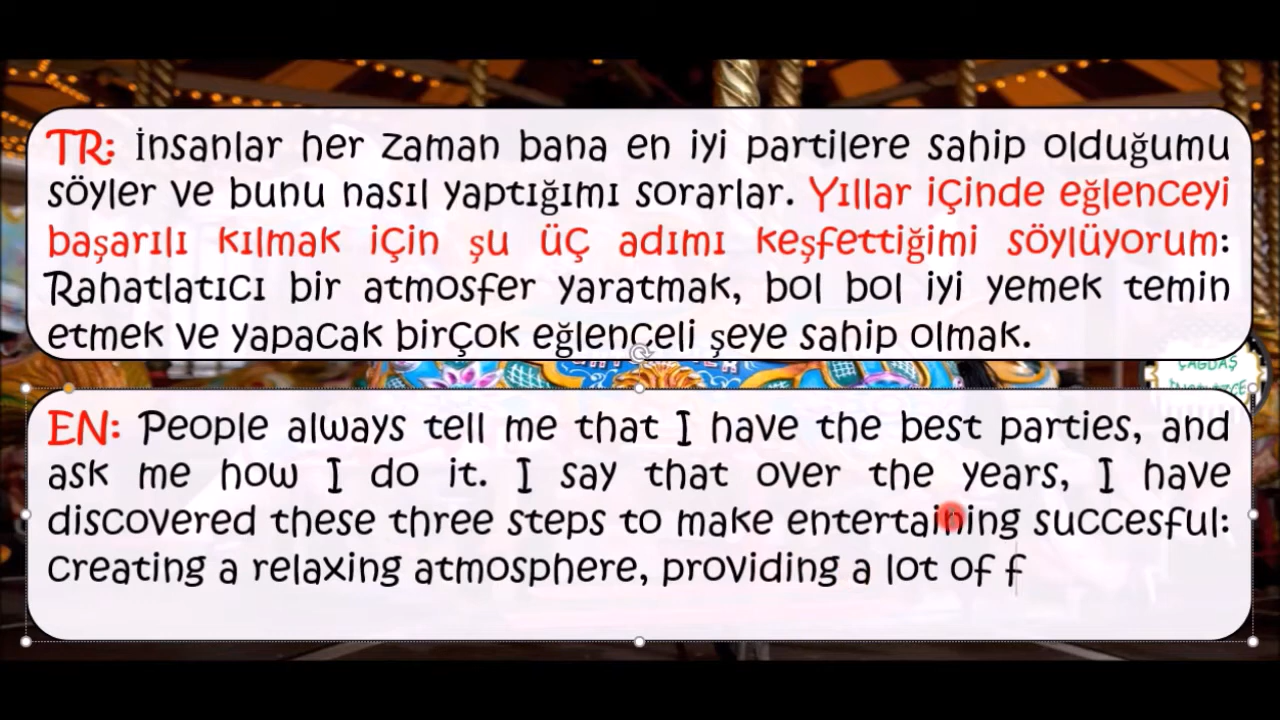 TR: İnsanlar her zaman bana en iyi partilere sahip olduğumu
söyler ve bunu nasıl yaptığımı sorarlar. Yıllar içinde eğlenceyi
başarılı kılmak için şu üç adımı keşfettiğimi söylüyorum:
Rahatlatıcı bir atmosfer yaratmak, bol bol iyi yemek temin
etmek ve yapacak birçok eğlenceli şeye sahip olmak.
ÇAĞDAŞ
EN: People always tell me that I have the best parties, and
ask me how I do it. I say that over the years, I have
discovered these three steps to make entertaining succesful:
creating a relaxing atmosphere, providing a lot of f